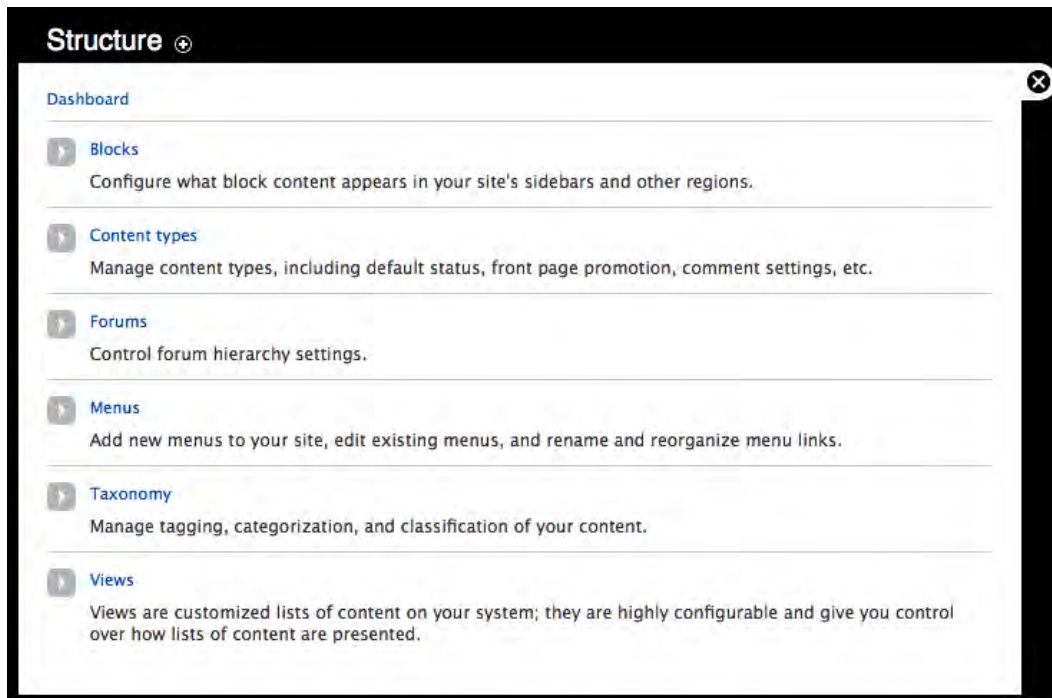 Structure
Dashboard
Blocks
Configure what block content appears in your site's sidebars and other regions.
Content types
Manage content types, including default status, front page promotion, comment settings, etc.
Forums
Control forum hierarchy settings.
Menus
Add new menus to your site, edit existing menus, and rename and reorganize menu links.
Taxonomy
Manage tagging, categorization, and classification of your content.
Views
Views are customized lists of content on your system; they are highly configurable and give you control
over how lists of content are presented.